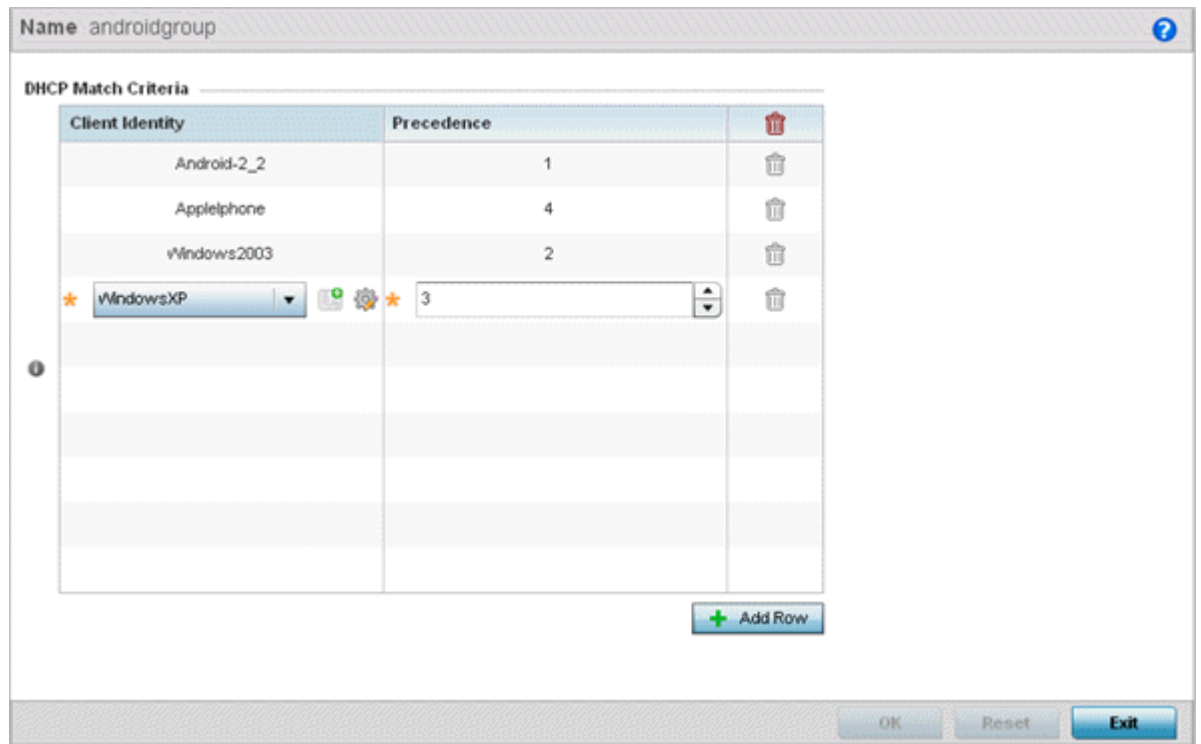 Name androidgroup
DHCP Match Criteria
Client Identity Precedence
Android-2_2 1
AppleIphone 4
Windows2003 2
WindowsXP 3
Add Row
OK Reset Exit